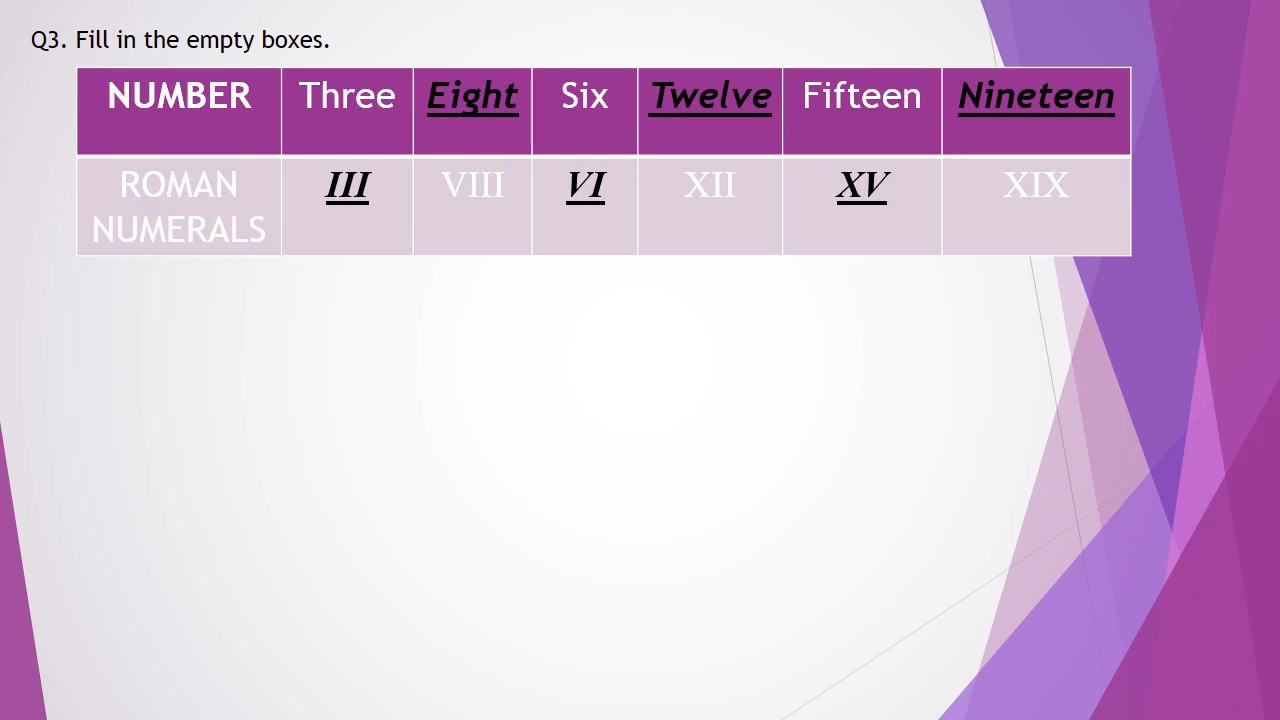 Q3. Fill in the empty boxes.
NUMBER Three Eight Six Twelve Fifteen Nineteen
ROMAN NUMERALS III VIII VI XII XV XIX